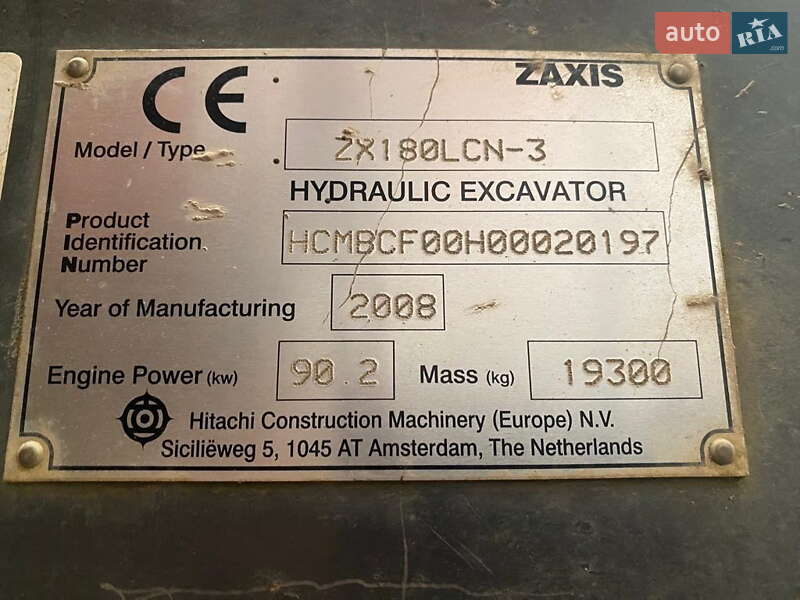 auto RIA.com
CE ZAXIS
Model / Type ZX180LCN-3
HYDRAULIC EXCAVATOR
Product
Identification HCMBCF00H00020197
Number
Year of Manufacturing 2008
Engine Power (kw) 90.2 Mass (kg) 19300
Hitachi Construction Machinery (Europe) N.V.
Siciliëweg 5, 1045 AT Amsterdam, The Netherlands